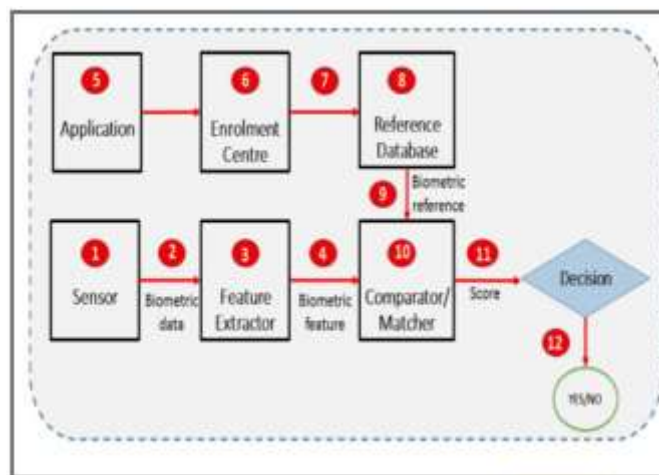 5
6
7
8
Application
Enrolment
Centre
Reference
Database
9
Biometric
reference
1
2
3
4
10
11
Sensor
Biometric
data
Feature
Extractor
Biometric
feature
Comparator/
Matcher
Score
Decision
12
YES/NO